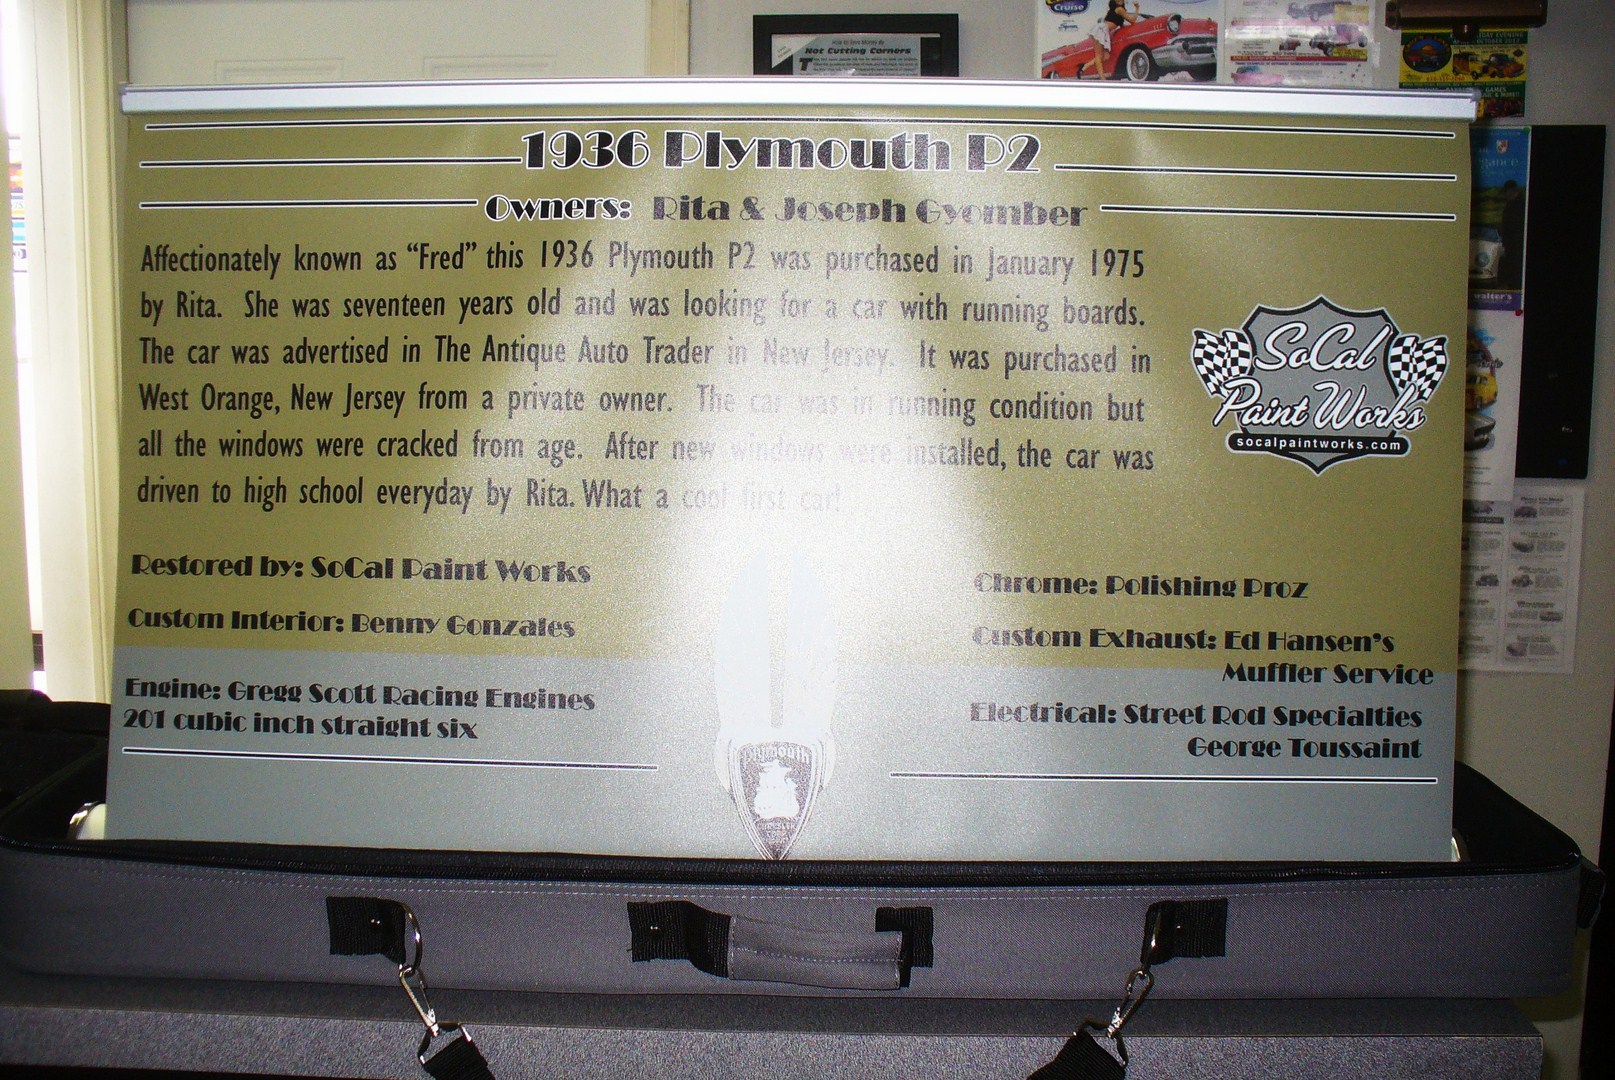 How to Save Money By
Not Cutting Corners
Cruise
1936 Plymouth P2
Owners: Rita & Joseph Gyomber
Affectionately known as “Fred” this 1936 Plymouth P2 was purchased in January 1975
by Rita. She was seventeen years old and was looking for a car with running boards.
The car was advertised in The Antique Auto Trader in New Jersey. It was purchased in
West Orange, New Jersey from a private owner. The car was in running condition but
all the windows were cracked from age. After new windows were installed, the car was
driven to high school everyday by Rita. What a cool first car!
SoCal
Paint Works
socalpaintworks.com
Restored by: SoCal Paint Works
Custom Interior: Benny Gonzales
Engine: Gregg Scott Racing Engines
201 cubic inch straight six
Chrome: Polishing Proz
Custom Exhaust: Ed Hansen's
Muffler Service
Electrical: Street Rod Specialties
George Toussaint
Plymouth